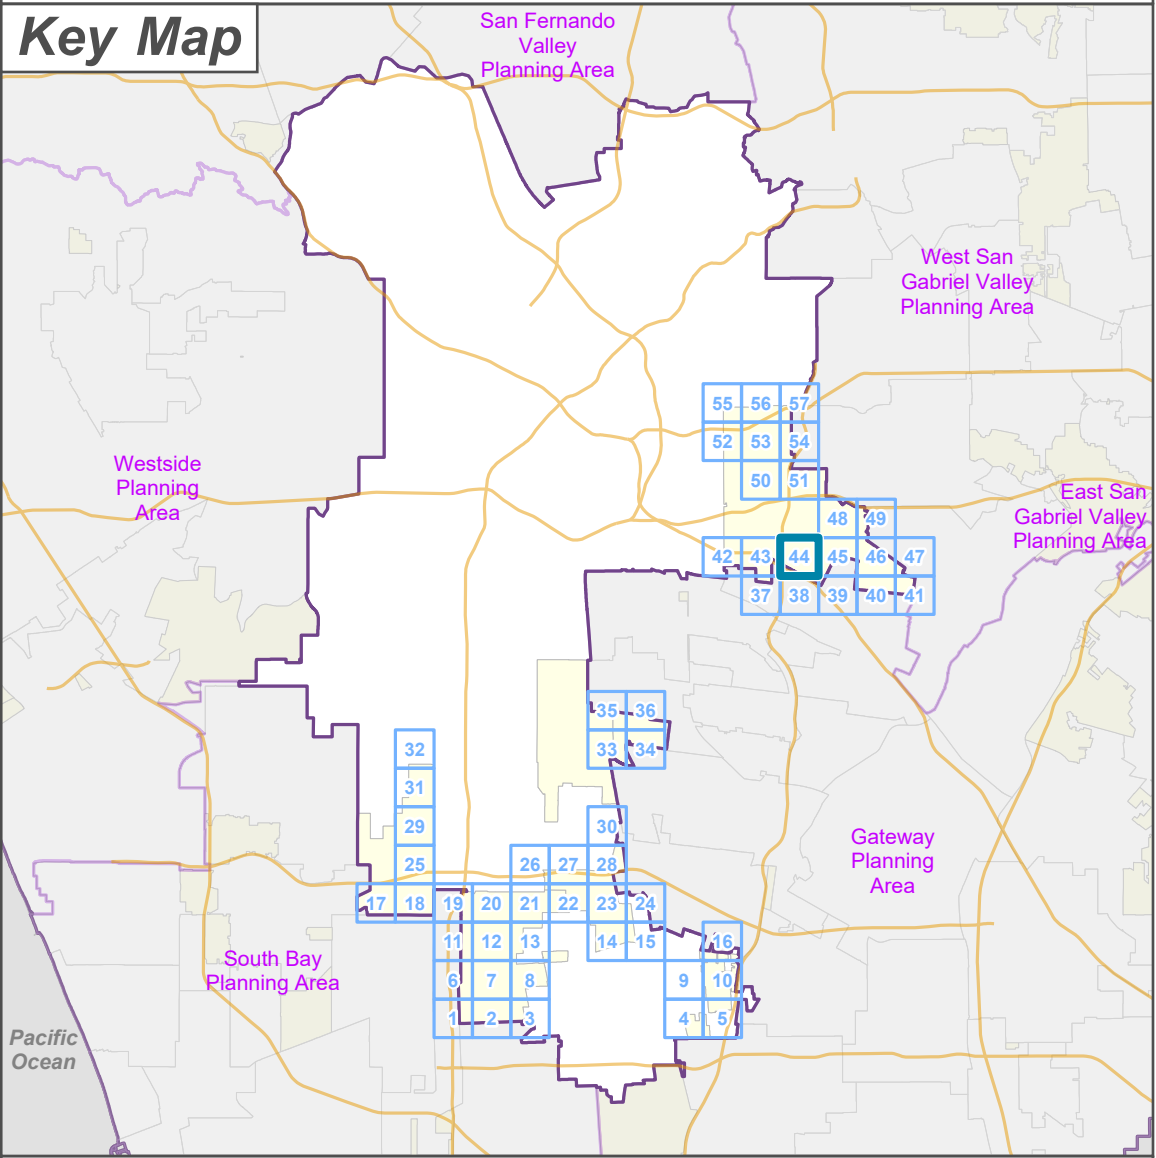 Key Map
San Fernando
Valley
Planning Area
West San
Gabriel Valley
Planning Area
55 56 57
52 53 54
Westside
Planning
Area
50 51
East San
Gabriel Valley
Planning Area
48 49
42 43 44 45 46 47
37 38 39 40 41
35 36
33 34
32
31
29
30
Gateway
Planning
Area
25 26 27 28
17 18 19 20 21 22 23 24
11 12 13 14 15 16
South Bay
Planning Area
6 7 8 9 10
1 2 3 4 5
Pacific
Ocean